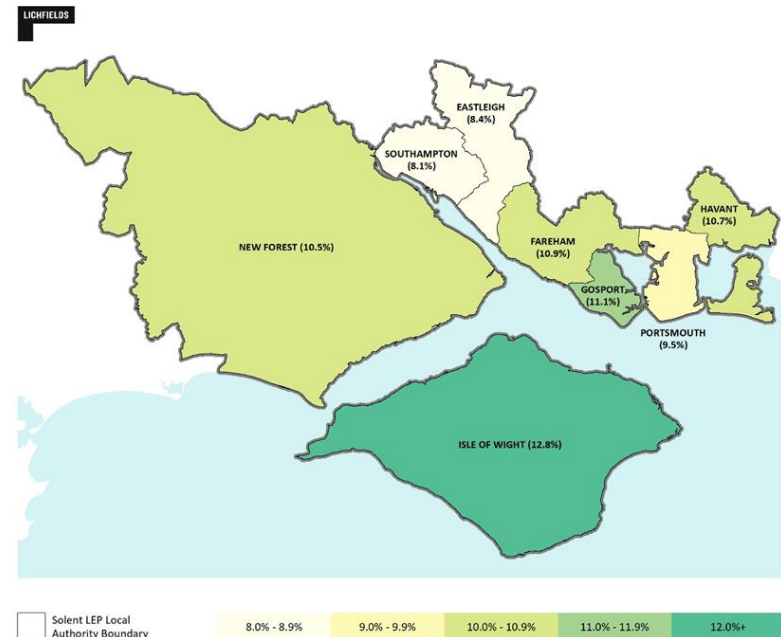 LICHFIELDS
EASTLEIGH
(8.4%)
SOUTHAMPTON
(8.1%)
HAVANT
(10.7%)
NEW FOREST (10.5%)
FAREHAM
(10.9%)
GOSPORT
(11.1%)
PORTSMOUTH
(9.5%)
ISLE OF WIGHT (12.8%)
Solent LEP Local
Authority Boundary
8.0% - 8.9%
9.0% - 9.9%
10.0% - 10.9%
11.0% - 11.9%
12.0%+